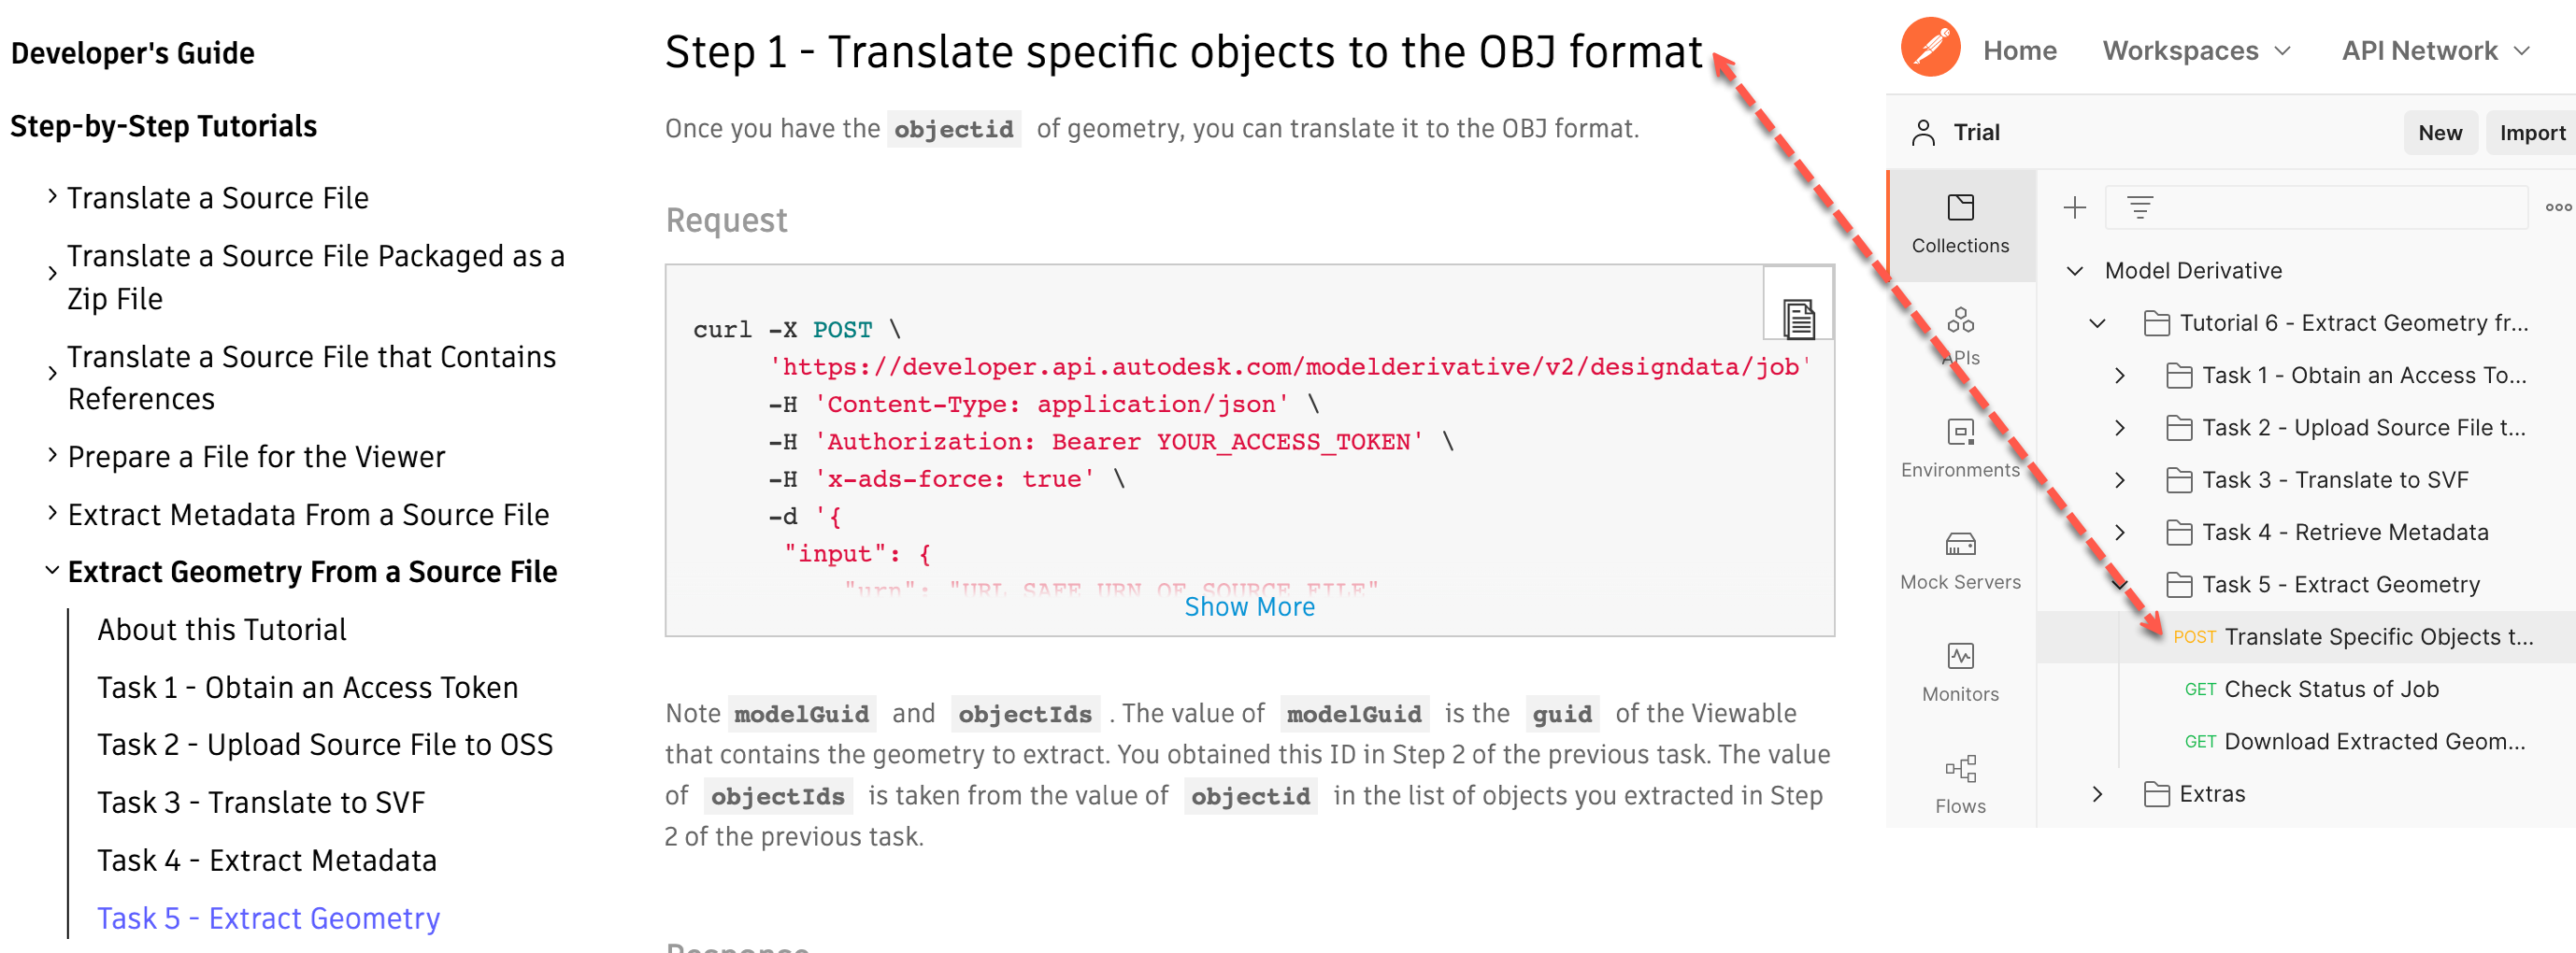 Developer's Guide
Step-by-Step Tutorials
Translate a Source File
Translate a Source File Packaged as a
Zip File
Translate a Source File that Contains
References
Prepare a File for the Viewer
Extract Metadata From a Source File
Extract Geometry From a Source File
About this Tutorial
Task 1 - Obtain an Access Token
Task 2 - Upload Source File to OSS
Task 3 - Translate to SVF
Task 4 - Extract Metadata
Task 5 - Extract Geometry
Step 1 - Translate specific objects to the OBJ format
Once you have the objectid of geometry, you can translate it to the OBJ format.
Request
curl -X POST \
'https://developer.api.autodesk.com/modelderivative/v2/designdata/job'
-H 'Content-Type: application/json' \
-H 'Authorization: Bearer YOUR_ACCESS_TOKEN' \
-H 'x-ads-force: true' \
-d '{
"input": {
"urn": "URL SAFE URN OF SOURCE FILE"
Show More
Note modelGuid and objectIds . The value of modelGuid is the guid of the Viewable
that contains the geometry to extract. You obtained this ID in Step 2 of the previous task. The value
of objectIds is taken from the value of objectid in the list of objects you extracted in Step
2 of the previous task.
Response
Home Workspaces API Network
Trial New Import
Collections
APIs
Environments
Mock Servers
Monitors
Flows
Model Derivative
Tutorial 6 - Extract Geometry fr...
Task 1 - Obtain an Access To...
Task 2 - Upload Source File t...
Task 3 - Translate to SVF
Task 4 - Retrieve Metadata
Task 5 - Extract Geometry
POST Translate Specific Objects t...
GET Check Status of Job
GET Download Extracted Geom...
Extras